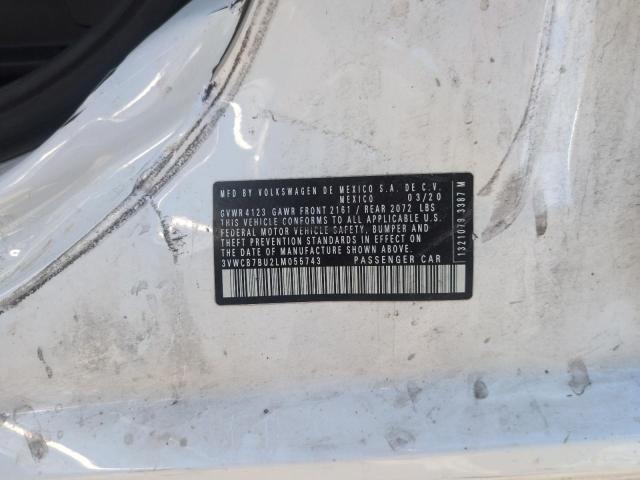 MFD BY VOLKSWAGEN DE MEXICO S.A. DE C.V.
MEXICO 03/20
GVWR 4123 GAWR FRONT 2161 / REAR 2072 LBS
THIS VEHICLE CONFORMS TO ALL APPLICABLE U.S.
FEDERAL MOTOR VEHICLE SAFETY, BUMPER AND
THEFT PREVENTION STANDARDS IN EFFECT ON
THE DATE OF MANUFACTURE SHOWN ABOVE.
3VWCB7BU2LM055743 PASSENGER CAR
1321079 3387 M